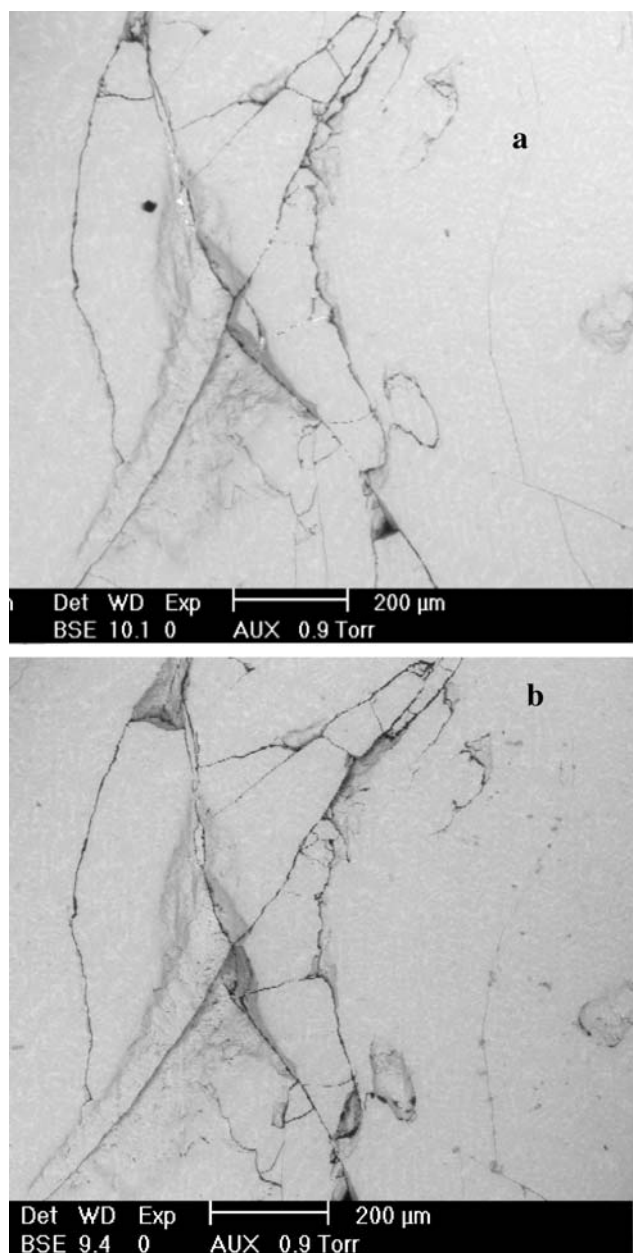 a
Det WD Exp 200 µm
BSE 10.1 0 AUX 0.9 Torr
b
Det WD Exp 200 µm
BSE 9.4 0 AUX 0.9 Torr